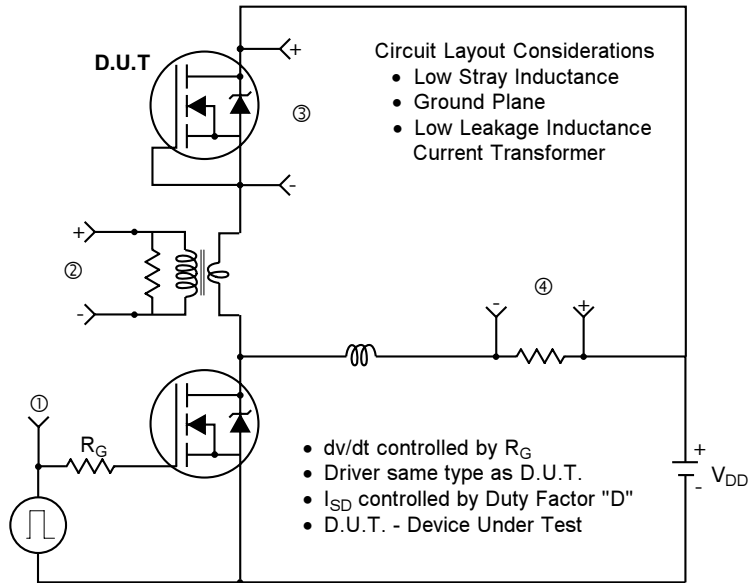 D.U.T
+
Circuit Layout Considerations
• Low Stray Inductance
③
• Ground Plane
• Low Leakage Inductance
Current Transformer
-
+
②
-
④
-
+
①
R_G
• dv/dt controlled by R_G
• Driver same type as D.U.T.
• I_SD controlled by Duty Factor "D"
• D.U.T. - Device Under Test
+
V_DD
-